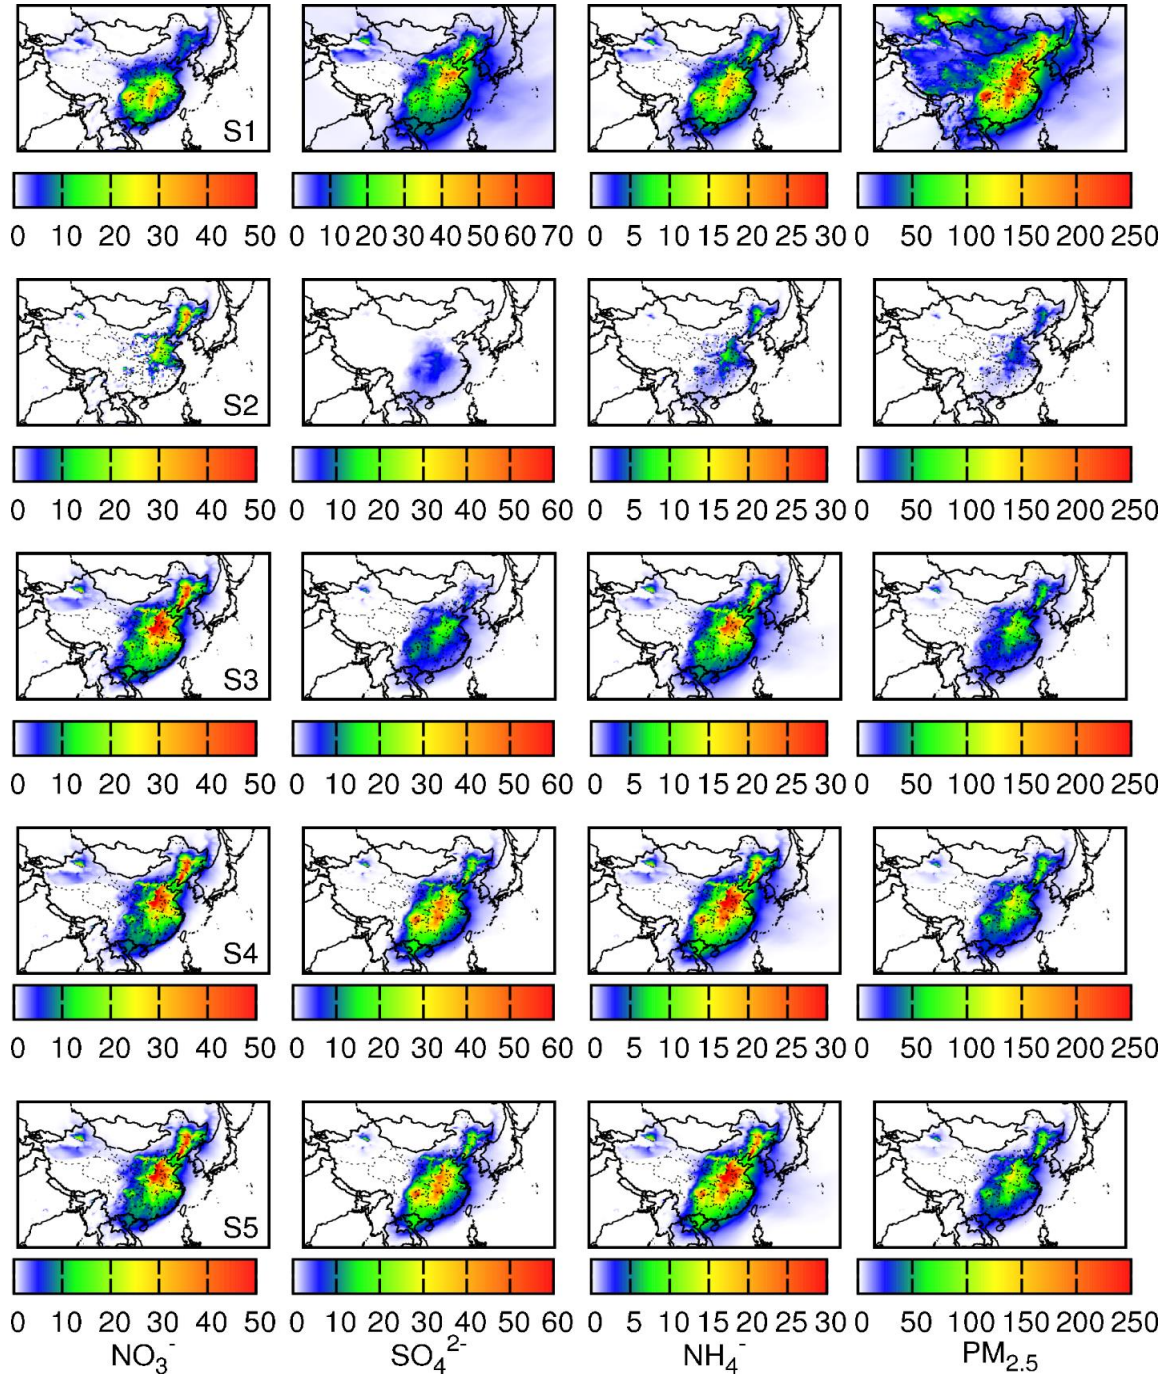 S1
0 10 20 30 40 50 0 10 20 30 40 50 60 70 0 5 10 15 20 25 30 0 50 100 150 200 250
S2
0 10 20 30 40 50 0 10 20 30 40 50 60 0 5 10 15 20 25 30 0 50 100 150 200 250
S3
0 10 20 30 40 50 0 10 20 30 40 50 60 0 5 10 15 20 25 30 0 50 100 150 200 250
S4
0 10 20 30 40 50 0 10 20 30 40 50 60 0 5 10 15 20 25 30 0 50 100 150 200 250
S5
0 10 20 30 40 50 0 10 20 30 40 50 60 0 5 10 15 20 25 30 0 50 100 150 200 250
NO₃⁻ SO₄²⁻ NH₄⁻ PM₂.₅